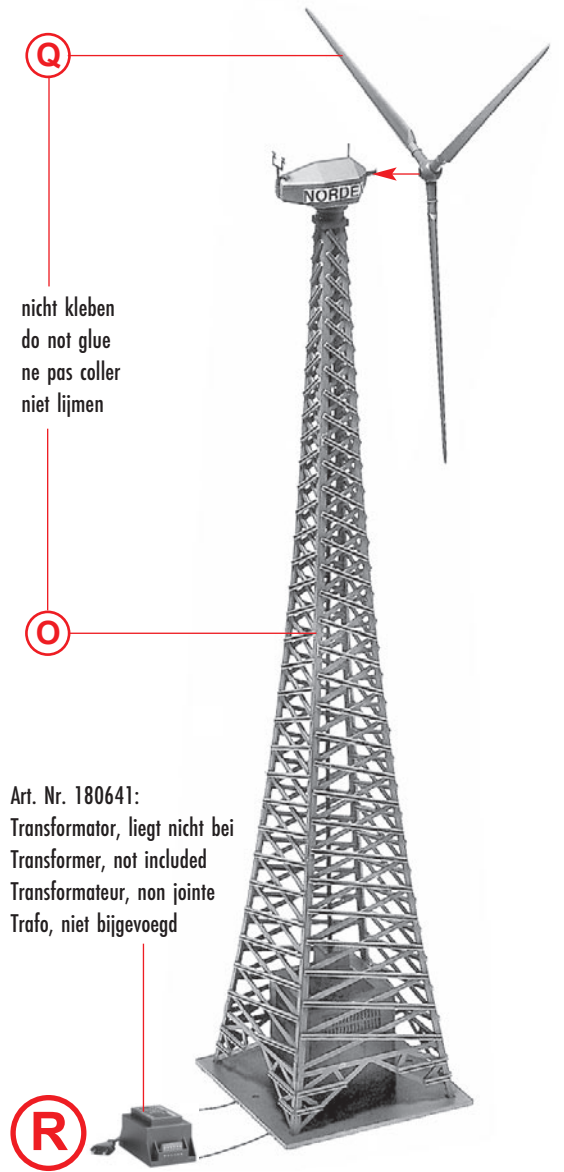 Q
NORDE
nicht kleben
do not glue
ne pas coller
niet lijmen
O
Art. Nr. 180641:
Transformator, liegt nicht bei
Transformer, not included
Transformateur, non jointe
Trafo, niet bijgevoegd
R